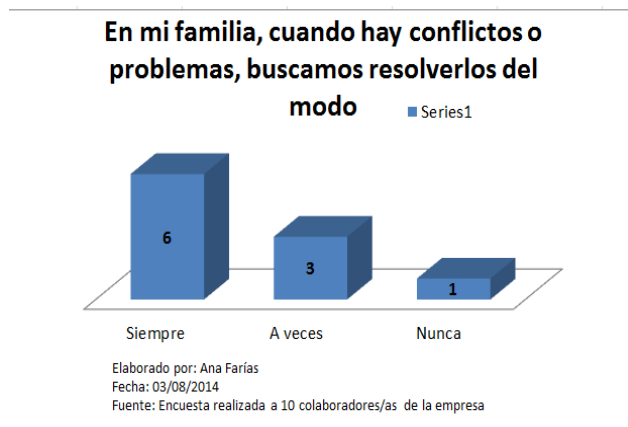 En mi familia, cuando hay conflictos o
problemas, buscamos resolverlos del
modo
Series1
6
3
1
Siempre
A veces
Nunca
Elaborado por: Ana Farías
Fecha: 03/08/2014
Fuente: Encuesta realizada a 10 colaboradores/as de la empresa